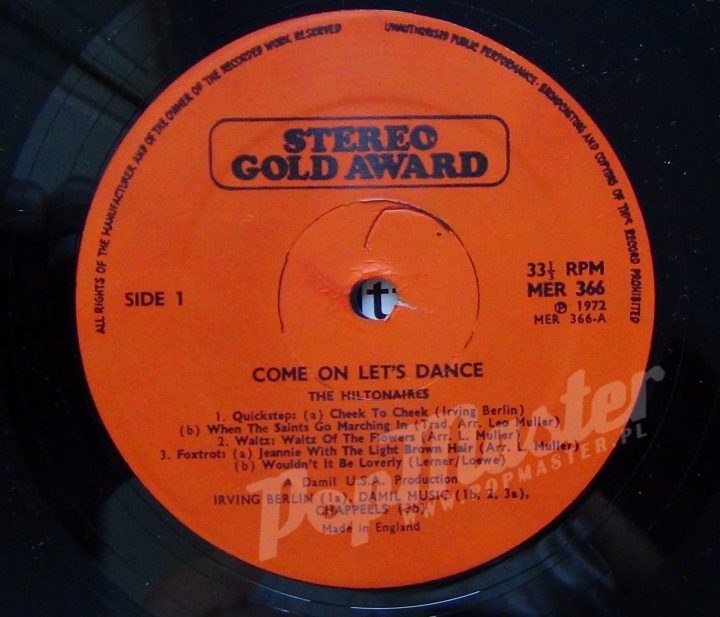 ALL RIGHTS OF THE MANUFACTURER AND OF THE OWNER OF THE RECORDED WORK RESERVED
UNAUTHORISED PUBLIC PERFORMANCE · BROADCASTING AND COPYING OF THIS RECORD PROHIBITED
STEREO
GOLD AWARD
SIDE 1
33⅓ RPM
MER 366
℗ 1972
MER 366-A
COME ON LET'S DANCE
THE HILTONAIRES
1. Quickstep: (a) Cheek To Cheek (Irving Berlin)
(b) When The Saints Go Marching In (Trad. Arr. Leo Muller)
2. Waltz: Waltz Of The Flowers (Arr. L. Muller)
3. Foxtrot: (a) Jeannie With The Light Brown Hair (Arr. L. Muller)
(b) Wouldn't It Be Loverly (Lerner/Loewe)
A Damil U.S.A. Production
IRVING BERLIN (1a), DAMIL MUSIC (1b, 2, 3a),
CHAPPELLS (3b)
Made in England
PopMaster
WWW.POPMASTER.PL